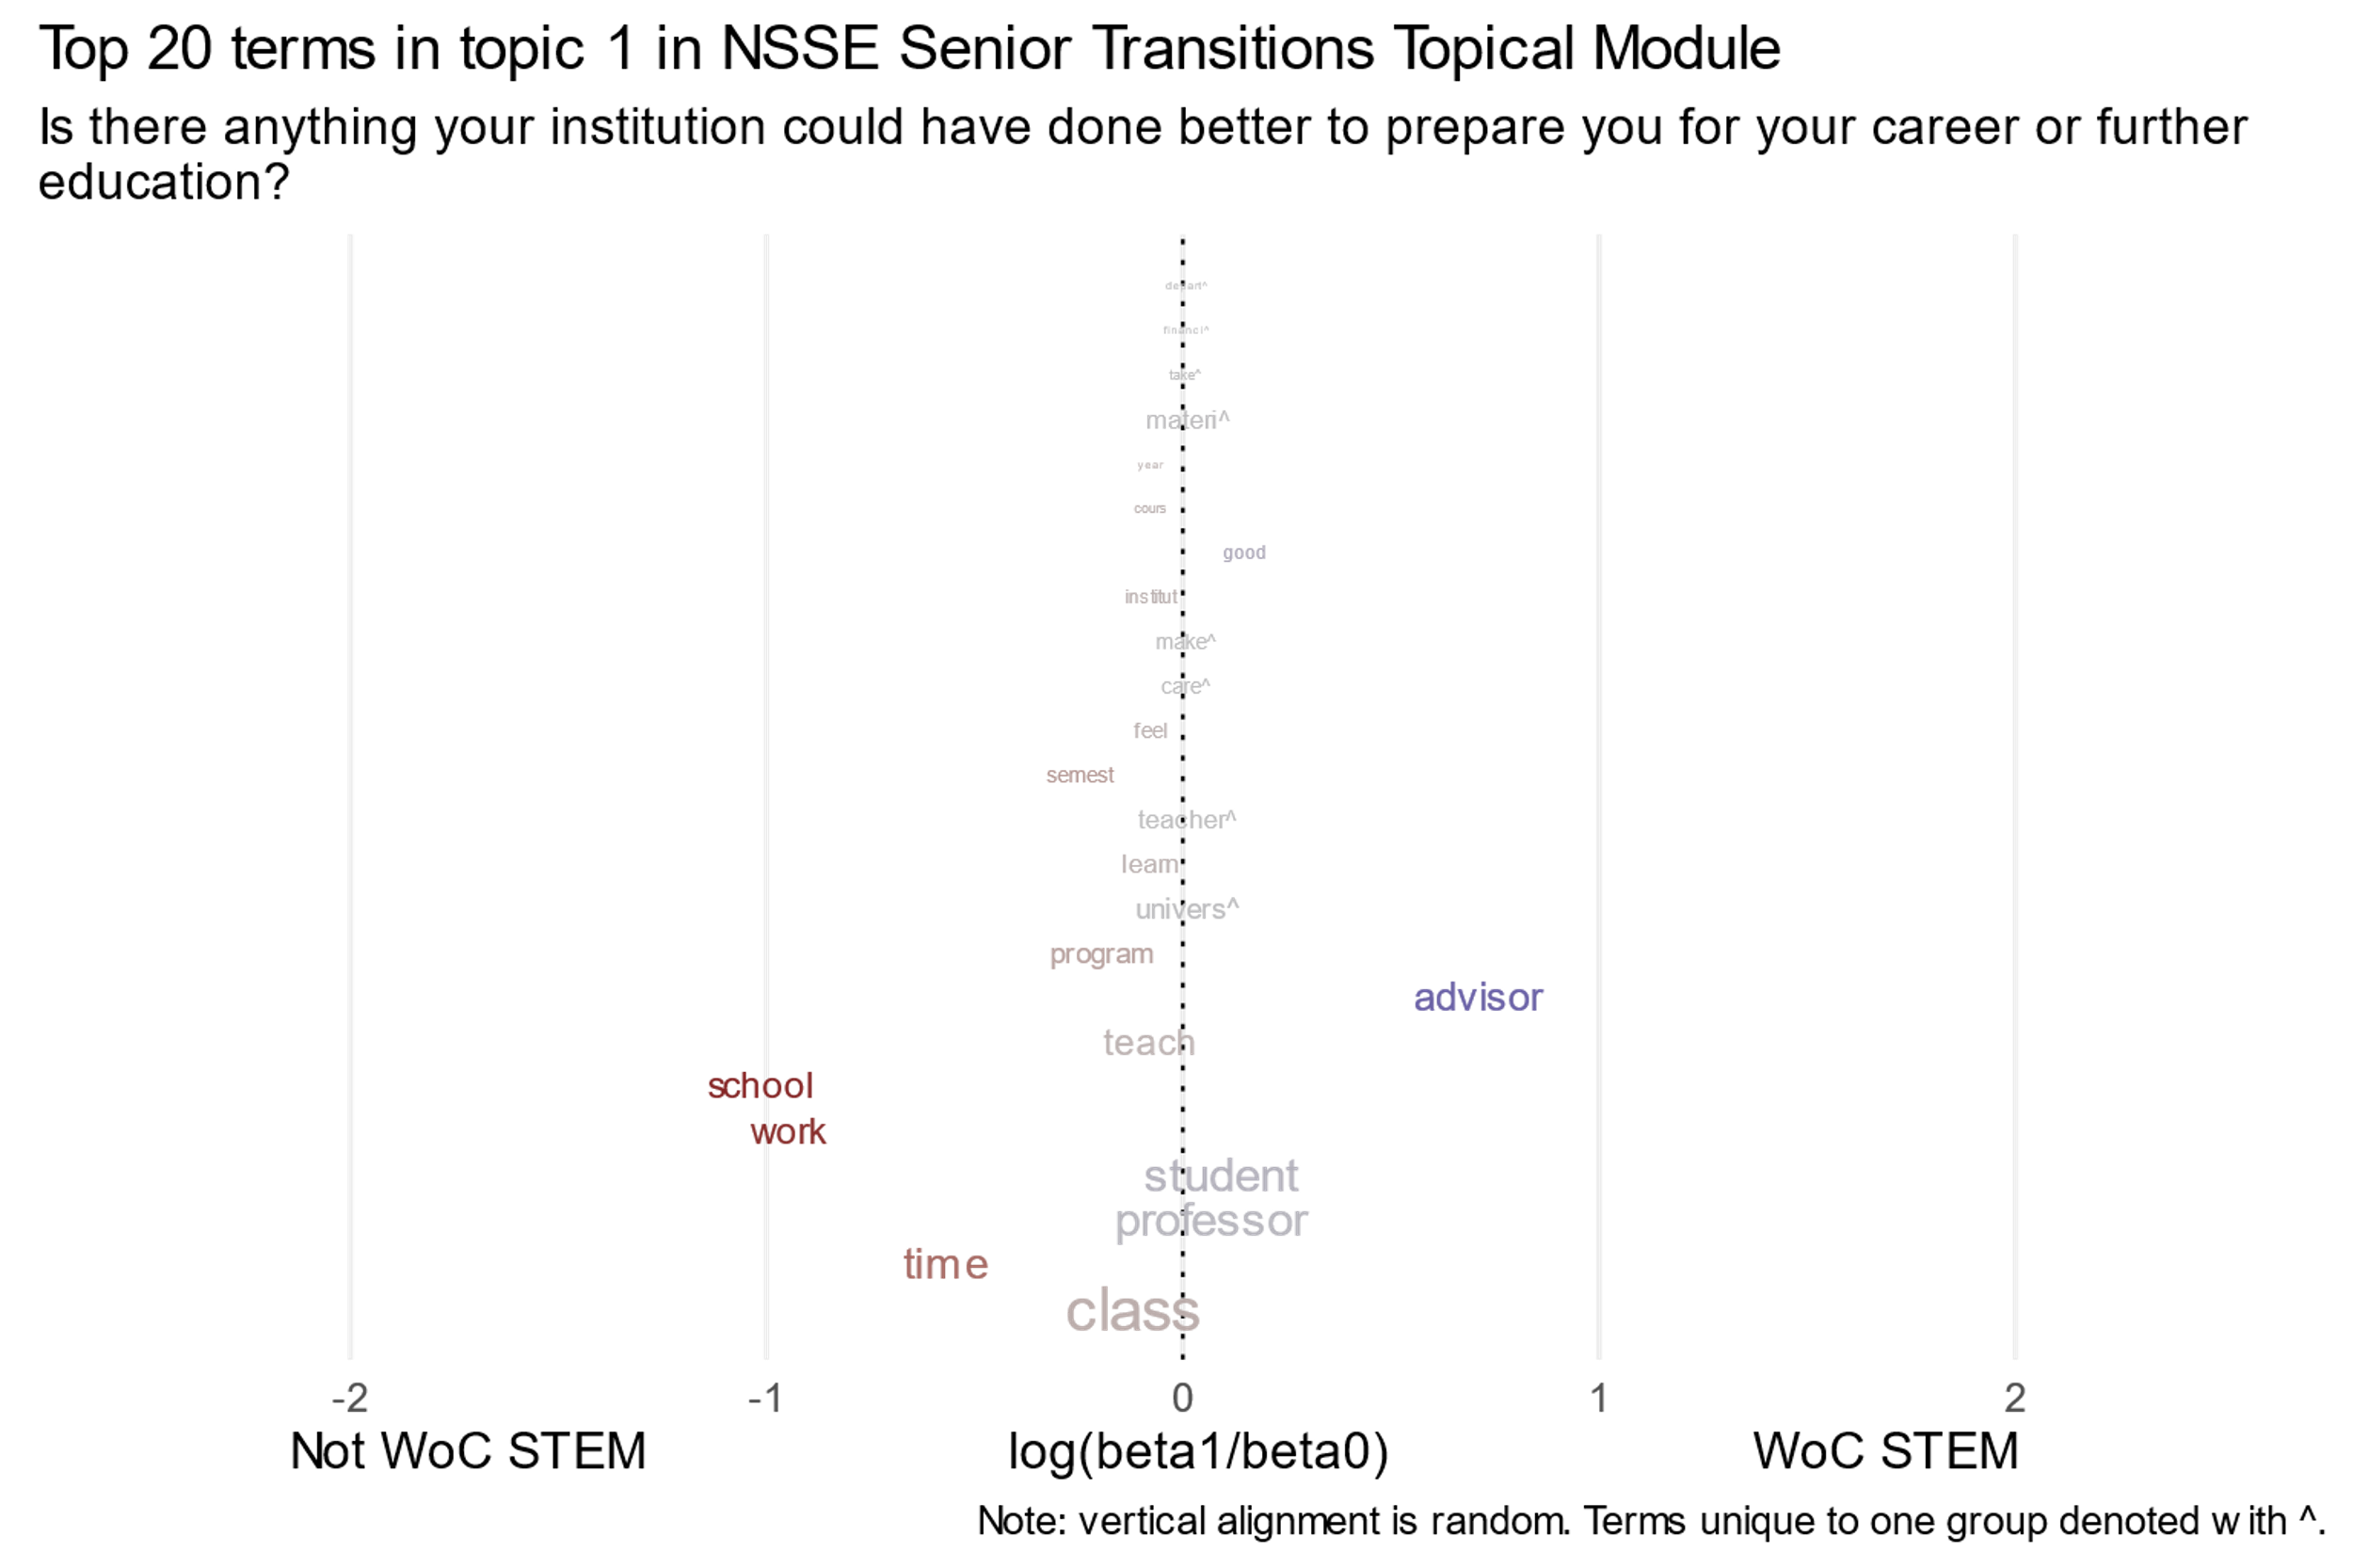 Top 20 terms in topic 1 in NSSE Senior Transitions Topical Module
Is there anything your institution could have done better to prepare you for your career or further
education?
depart^
financi^
take^
materi^
year
cours
good
institut
make^
care^
feel
semest
teacher^
learn
univers^
program
advisor
teach
school
work
student
professor
time
class
-2 -1 0 1 2
Not WoC STEM log(beta1/beta0) WoC STEM
Note: vertical alignment is random. Terms unique to one group denoted with ^.